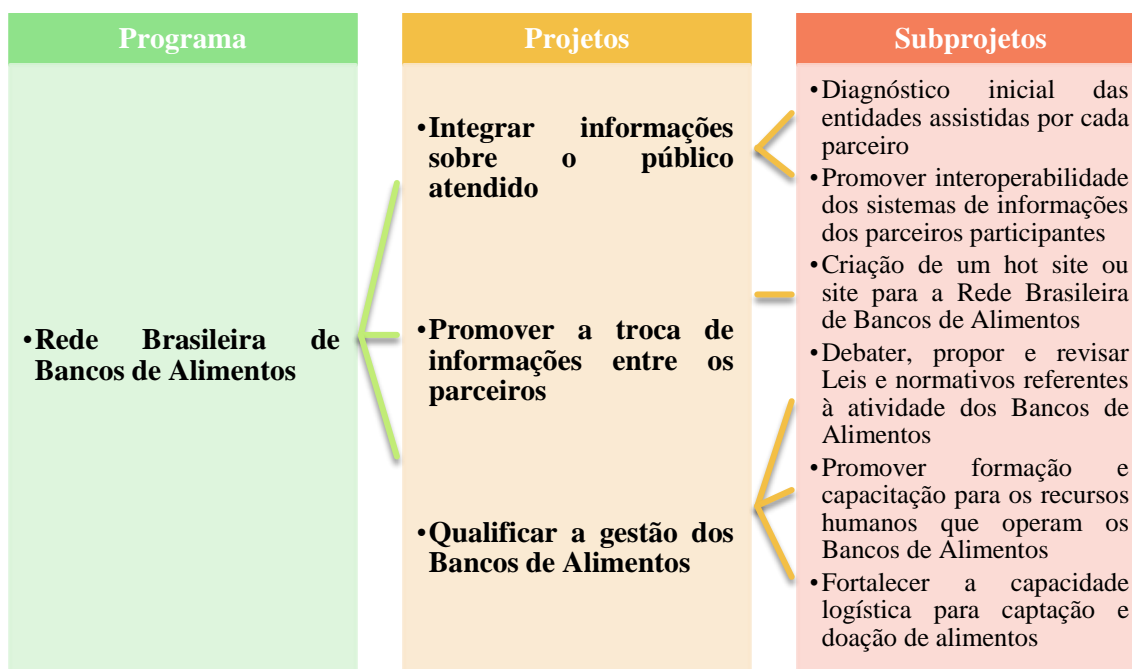 Programa
•Rede Brasileira de
Bancos de Alimentos
Projetos
•Integrar informações
sobre o público
atendido
•Promover a troca de
informações entre os
parceiros
•Qualificar a gestão dos
Bancos de Alimentos
Subprojetos
•Diagnóstico inicial das
entidades assistidas por cada
parceiro
•Promover interoperabilidade
dos sistemas de informações
dos parceiros participantes
•Criação de um hot site ou
site para a Rede Brasileira
de Bancos de Alimentos
•Debater, propor e revisar
Leis e normativos referentes
à atividade dos Bancos de
Alimentos
•Promover formação e
capacitação para os recursos
humanos que operam os
Bancos de Alimentos
•Fortalecer a capacidade
logística para captação e
doação de alimentos